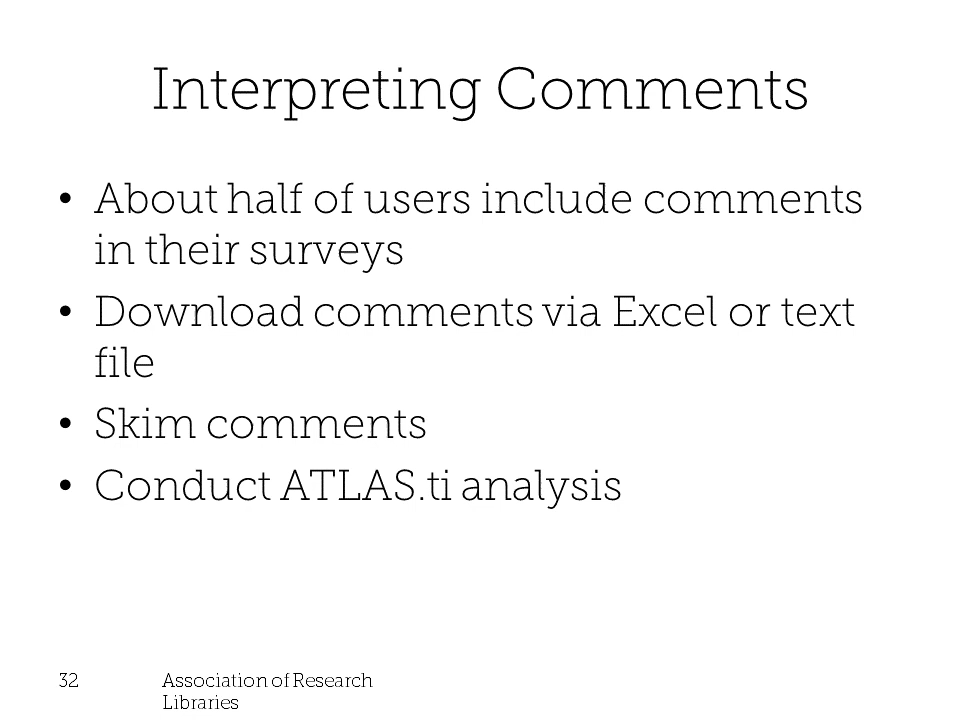 Interpreting Comments
• About half of users include comments
in their surveys
• Download comments via Excel or text
file
• Skim comments
• Conduct ATLAS.ti analysis
32 Association of Research
Libraries